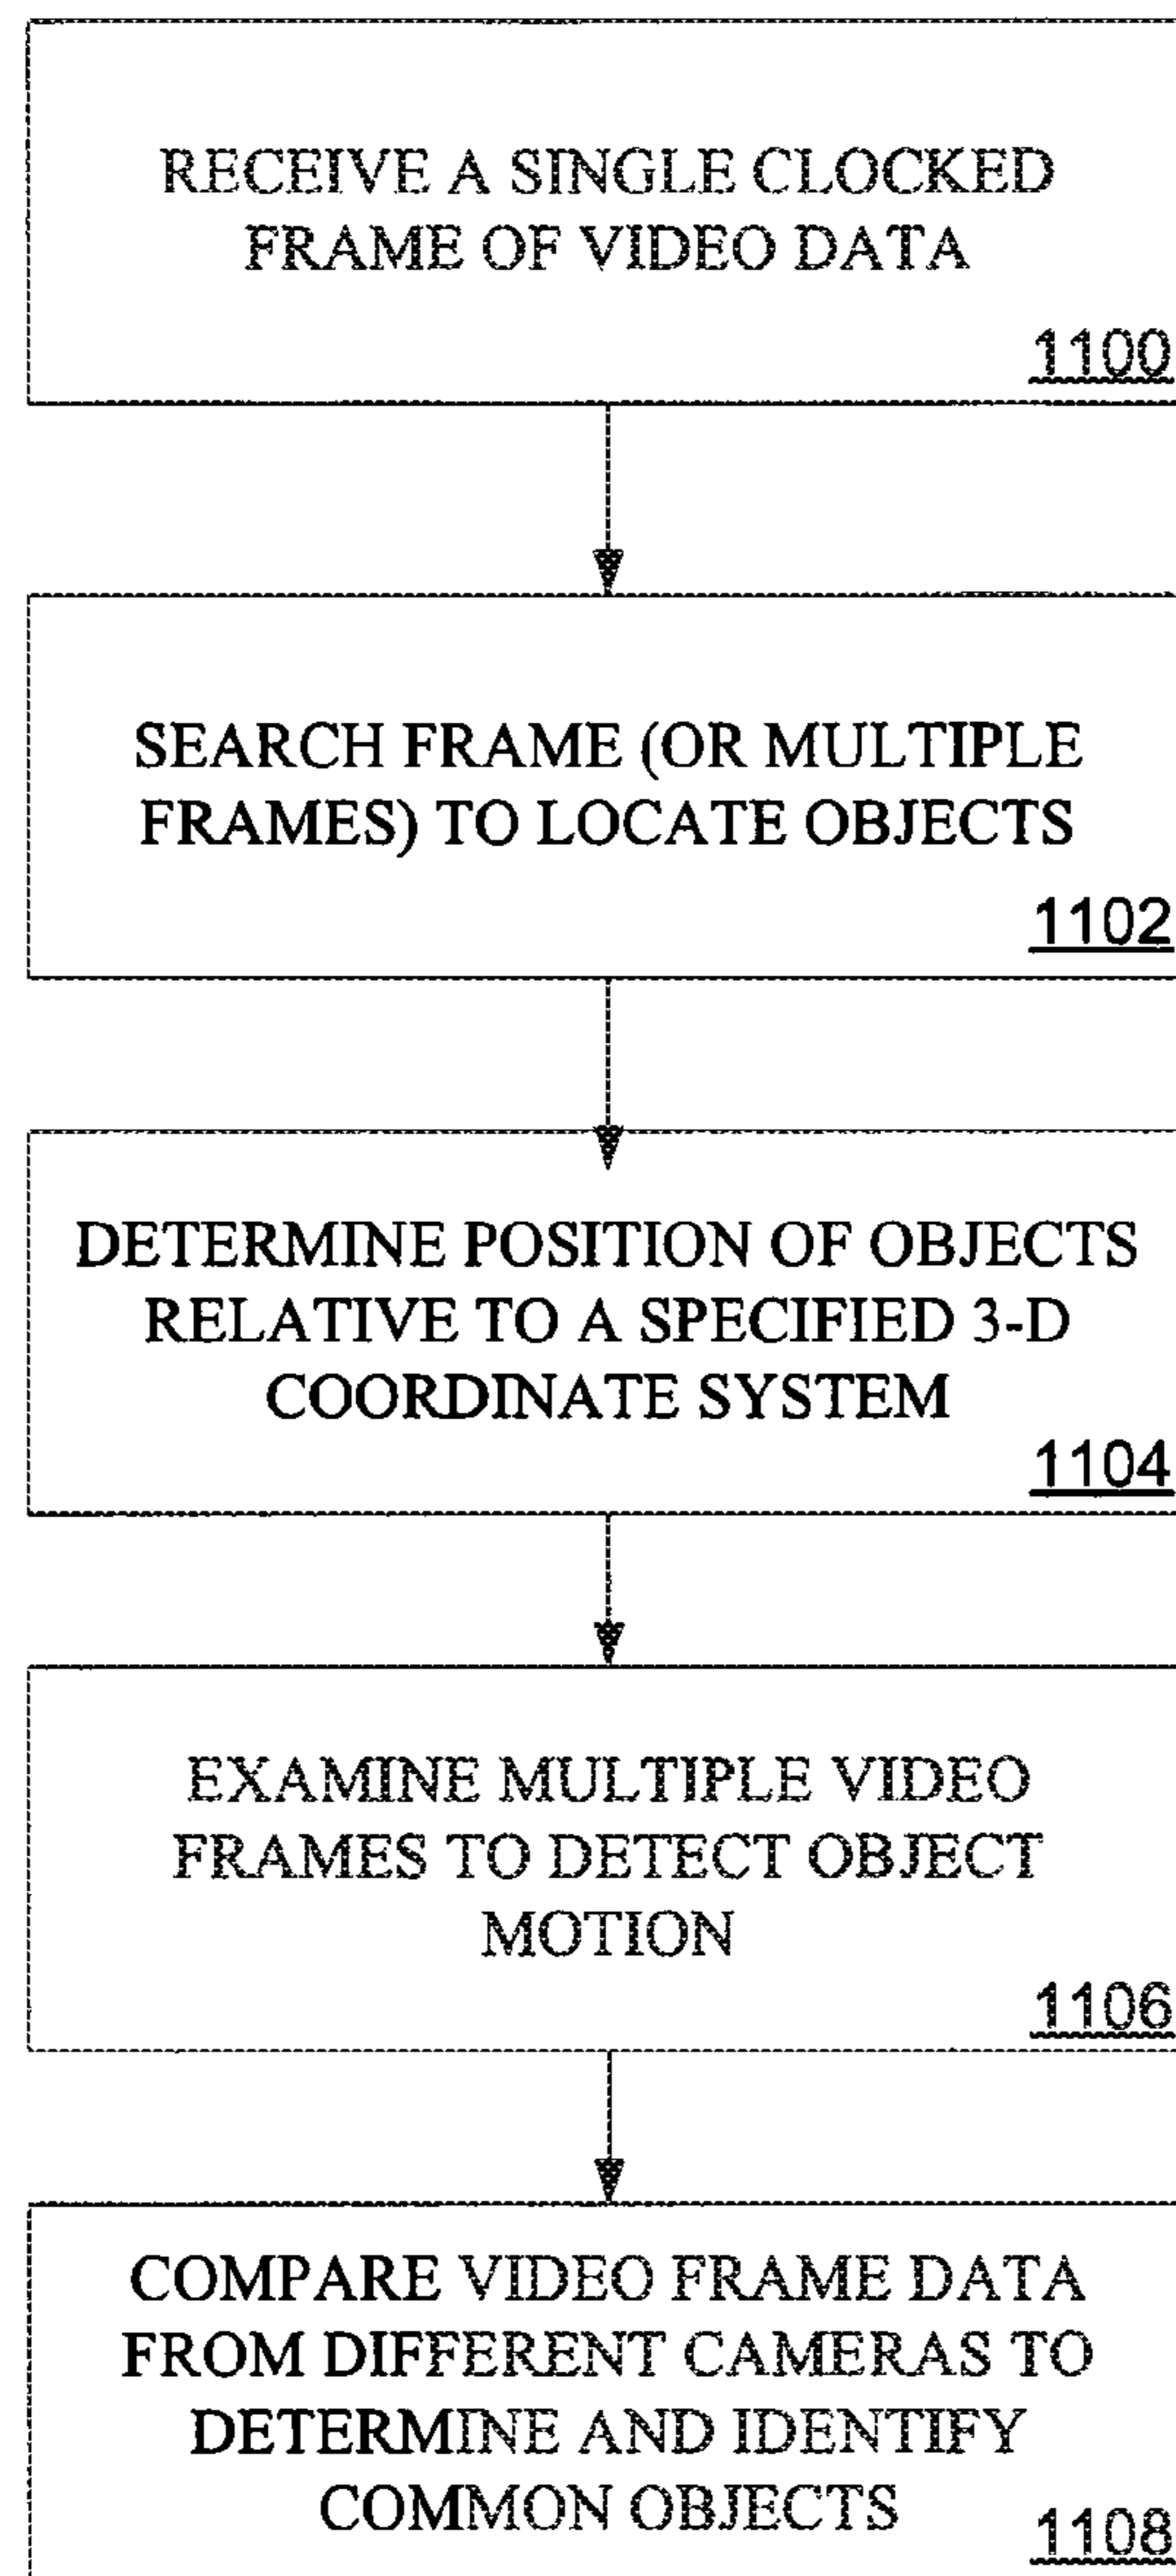 RECEIVE A SINGLE CLOCKED
FRAME OF VIDEO DATA
1100
SEARCH FRAME (OR MULTIPLE
FRAMES) TO LOCATE OBJECTS
1102
DETERMINE POSITION OF OBJECTS
RELATIVE TO A SPECIFIED 3-D
COORDINATE SYSTEM
1104
EXAMINE MULTIPLE VIDEO
FRAMES TO DETECT OBJECT
MOTION
1106
COMPARE VIDEO FRAME DATA
FROM DIFFERENT CAMERAS TO
DETERMINE AND IDENTIFY
COMMON OBJECTS
1108